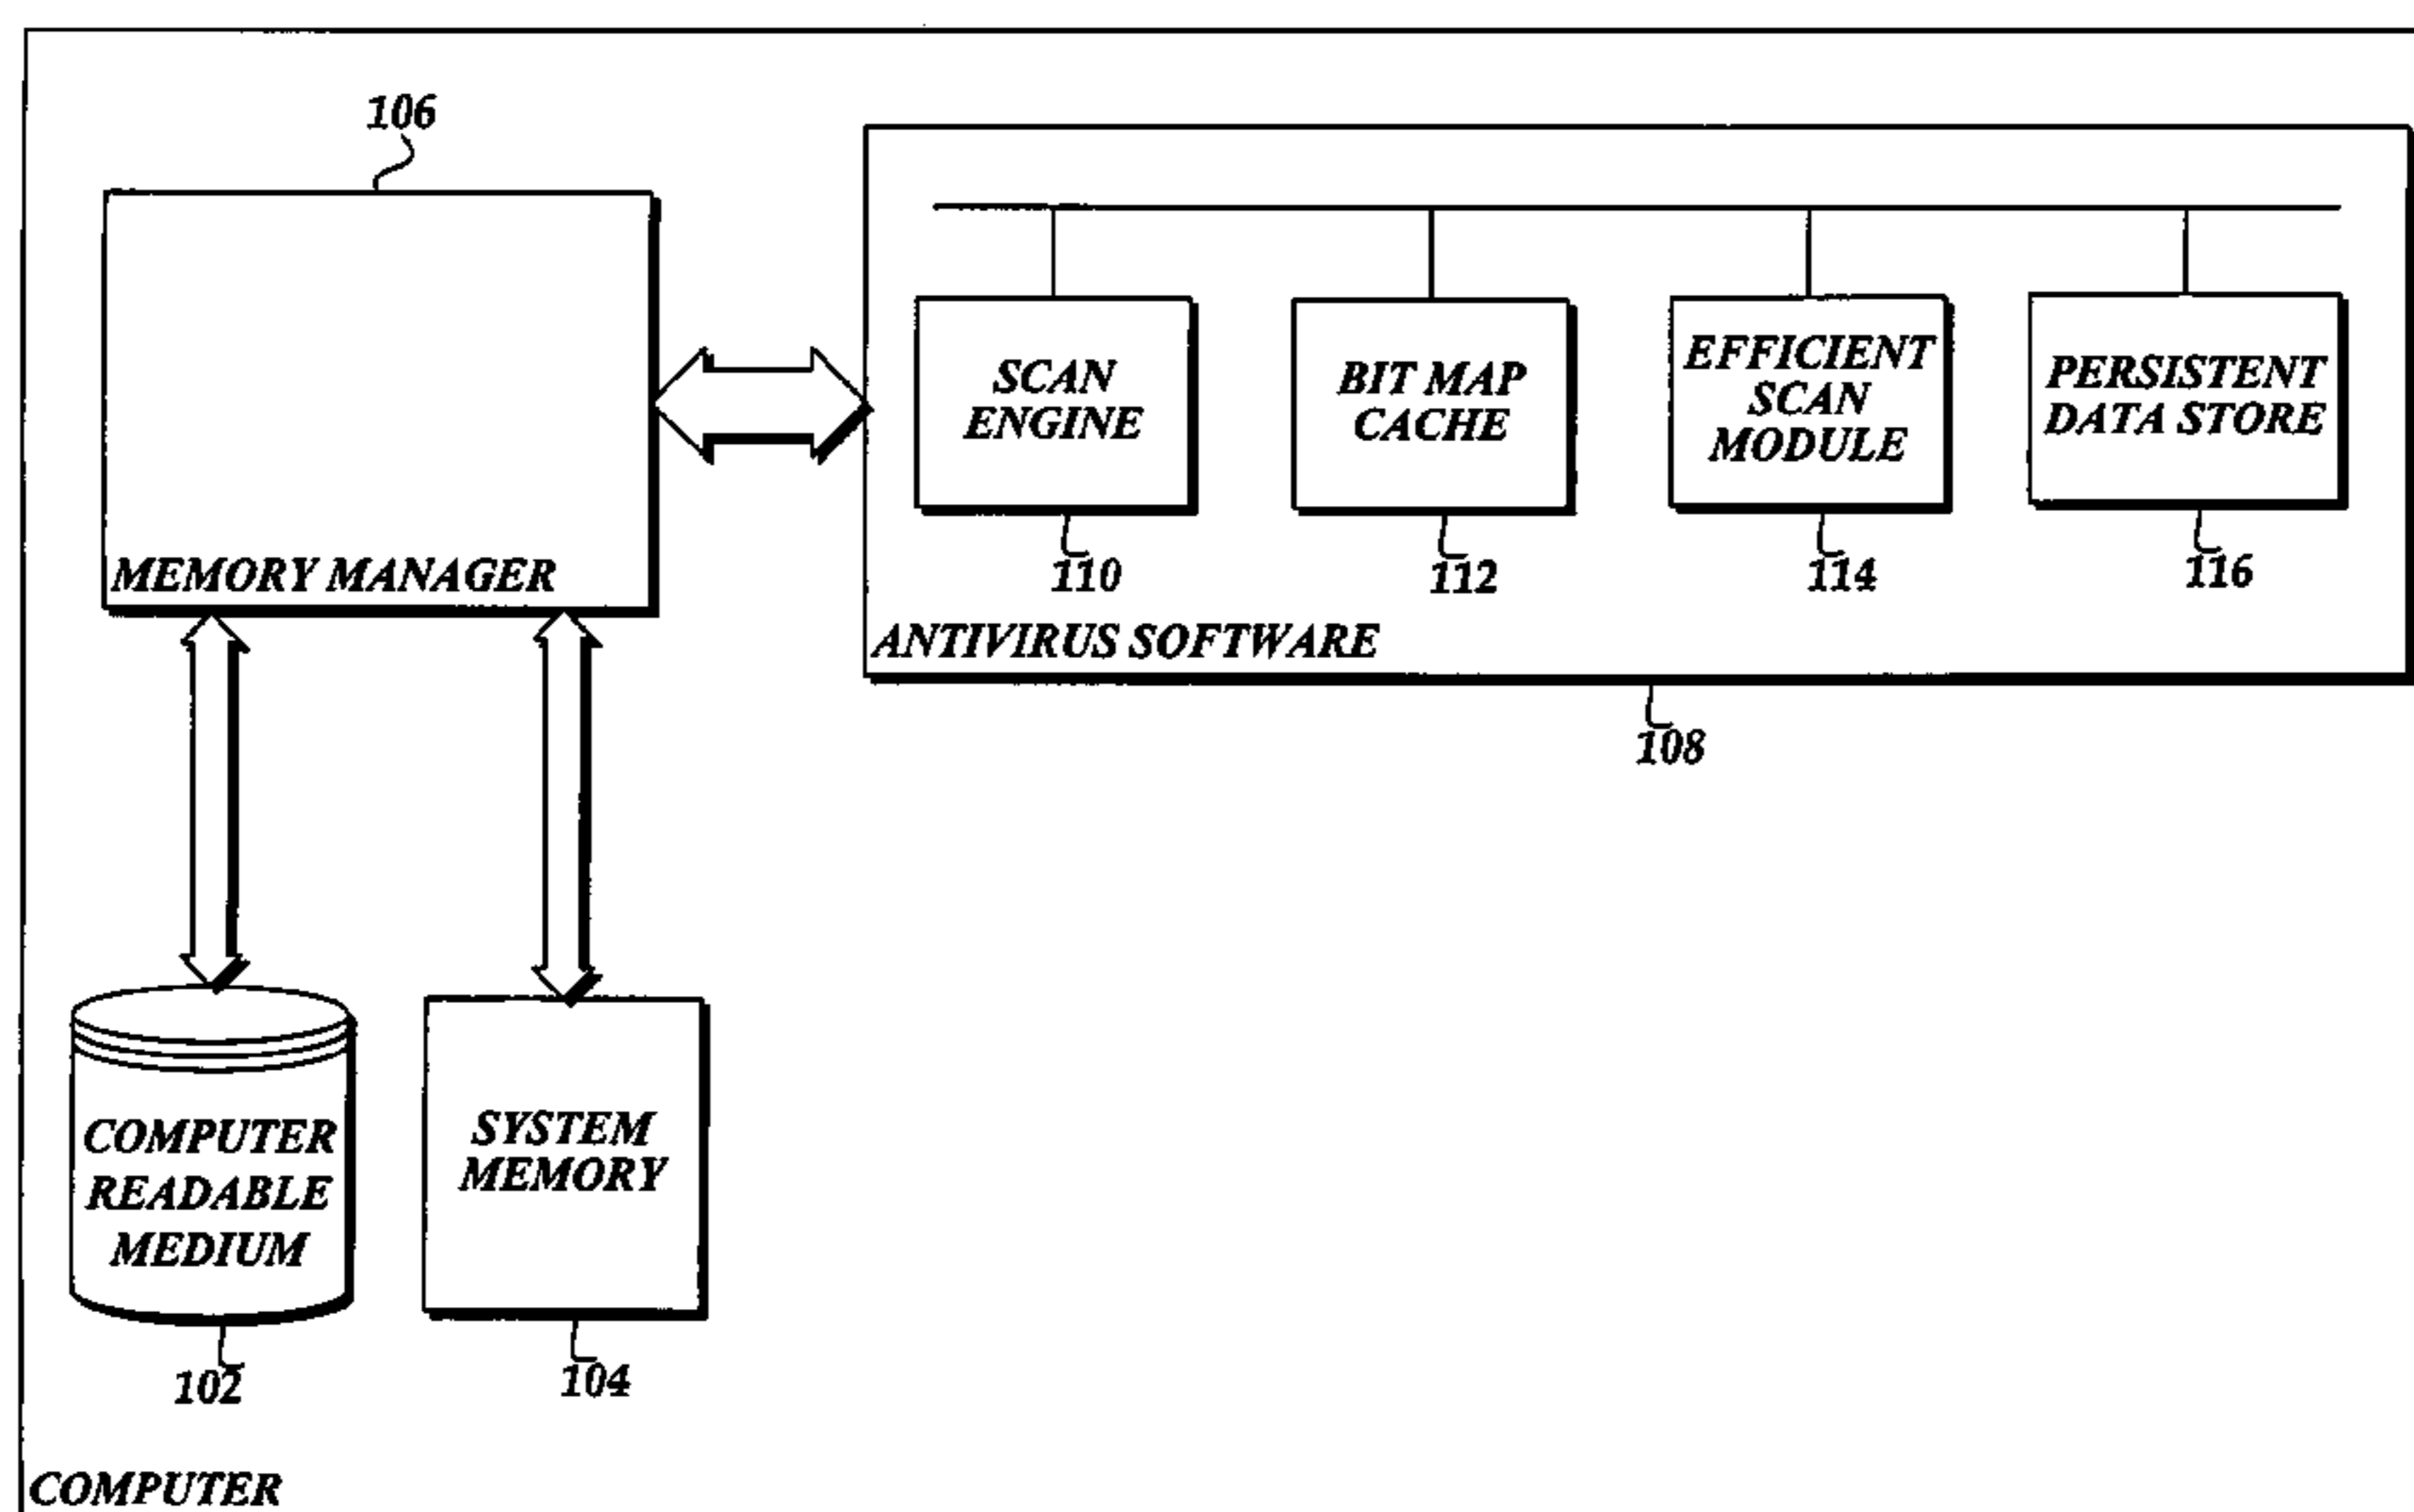 106
SCAN
ENGINE
BIT MAP
CACHE
EFFICIENT
SCAN
MODULE
PERSISTENT
DATA STORE
110
112
114
116
MEMORY MANAGER
ANTIVIRUS SOFTWARE
108
COMPUTER
READABLE
MEDIUM
SYSTEM
MEMORY
102
104
COMPUTER